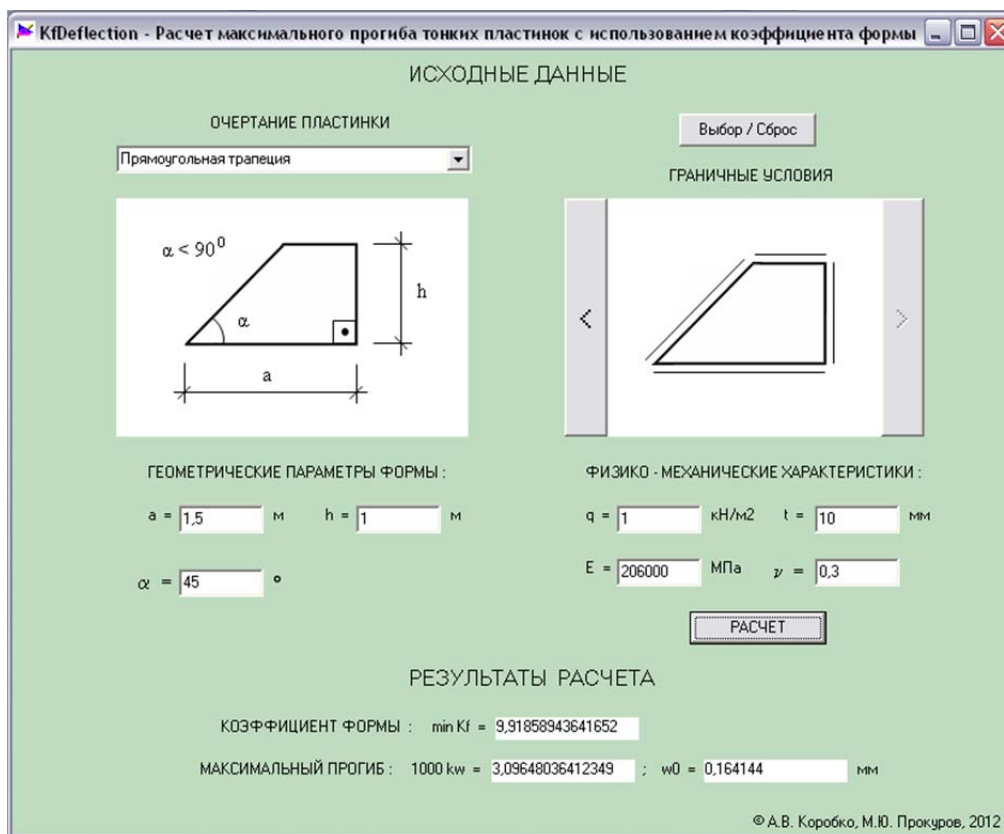 KfDeflection - Расчет максимального прогиба тонких пластинок с использованием коэффициента формы
ИСХОДНЫЕ ДАННЫЕ
ОЧЕРТАНИЕ ПЛАСТИНКИ
Выбор / Сброс
Прямоугольная трапеция
ГРАНИЧНЫЕ УСЛОВИЯ
α < 90⁰
h
α
a
<
>
ГЕОМЕТРИЧЕСКИЕ ПАРАМЕТРЫ ФОРМЫ :
ФИЗИКО - МЕХАНИЧЕСКИЕ ХАРАКТЕРИСТИКИ :
a = 1,5 м h = 1 м
q = 1 кН/м2 t = 10 мм
α = 45 °
E = 206000 МПа ν = 0,3
РАСЧЕТ
РЕЗУЛЬТАТЫ РАСЧЕТА
КОЭФФИЦИЕНТ ФОРМЫ : min Kf = 9,91858943641652
МАКСИМАЛЬНЫЙ ПРОГИБ : 1000 kw = 3,09648036412349 ; w0 = 0,164144 мм
© А.В. Коробко, М.Ю. Прокуров, 2012